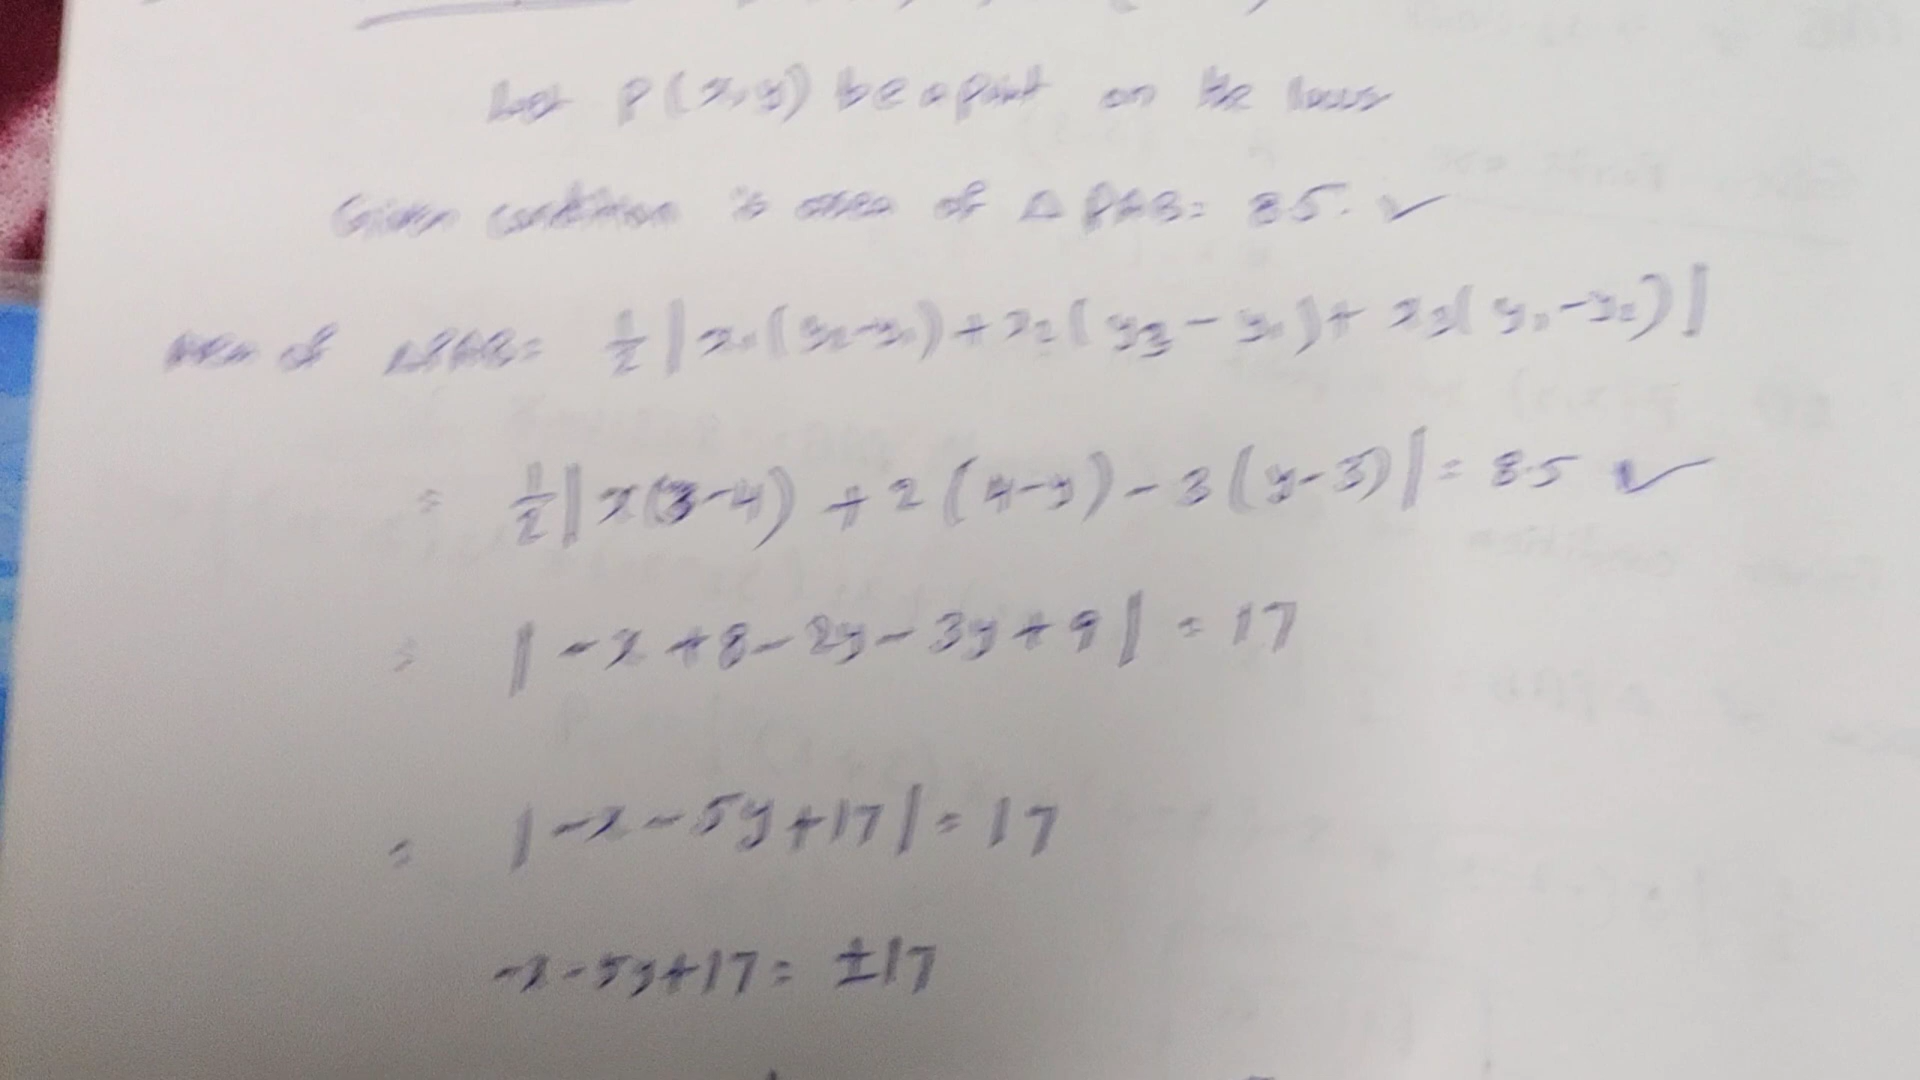 Let P(x,y) be a point on the locus
Given condition is area of Δ PAB = 8.5. ✓
Area of ΔPAB = 1/2 | x₁(y₂-y₃) + x₂(y₃-y₁) + x₃(y₁-y₂) |
= 1/2 | x(3-4) + 2(4-y) - 3(y-3) | = 8.5 ✓
= | -x + 8 - 2y - 3y + 9 | = 17
= | -x - 5y + 17 | = 17
-x - 5y + 17 = ±17